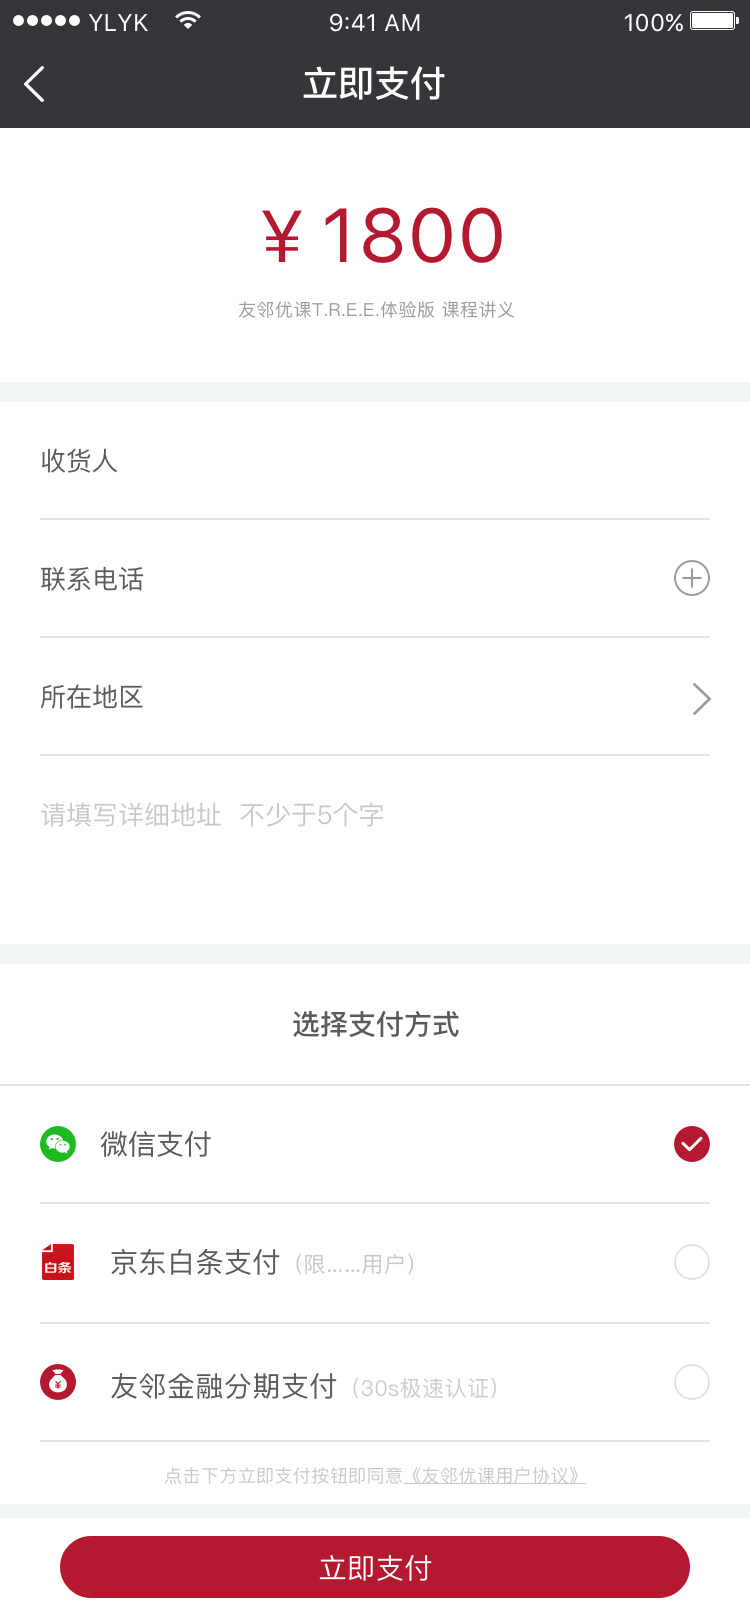 YLYK 9:41 AM 100%
立即支付
¥ 1800
友邻优课T.R.E.E.体验版 课程讲义
收货人
联系电话
所在地区
请填写详细地址 不少于5个字
选择支付方式
微信支付
白条 京东白条支付（限……用户）
¥ 友邻金融分期支付（30s极速认证）
点击下方立即支付按钮即同意《友邻优课用户协议》
立即支付